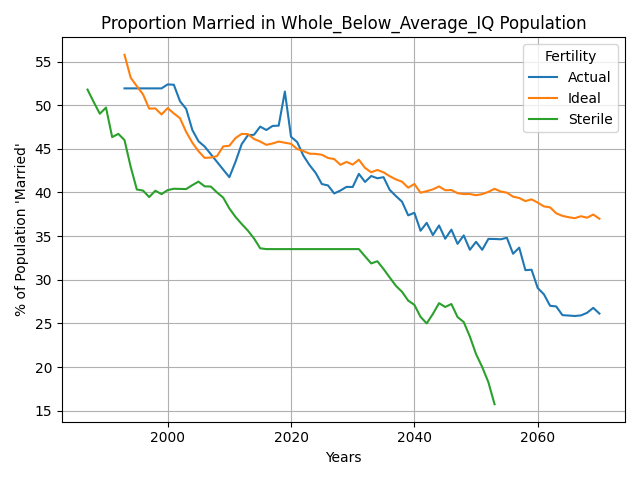 Proportion Married in Whole_Below_Average_IQ Population
% of Population 'Married'
55
50
45
40
35
30
25
20
15
Fertility
Actual
Ideal
Sterile
2000
2020
2040
2060
Years